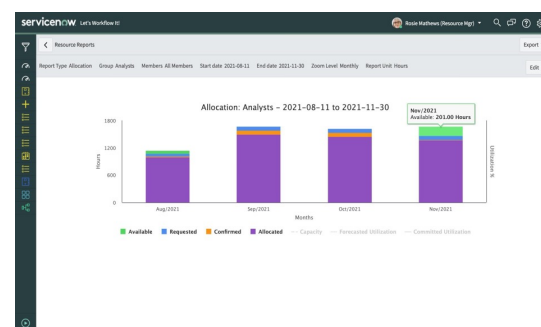 servicenow Let's Workflow It!
Rosie Mathews (Resource Mgr)
Resource Reports
Export
Report Type Allocation Group Analysts Members All Members Start date 2021-08-11 End date 2021-11-30 Zoom Level Monthly Report Unit Hours
Edit
Allocation: Analysts - 2021-08-11 to 2021-11-30
Nov/2021
Available: 201.00 Hours
1800
1200
600
0
Hours
Utilization %
Aug/2021 Sep/2021 Oct/2021 Nov/2021
Months
Available Requested Confirmed Allocated Capacity Forecasted Utilization Committed Utilization